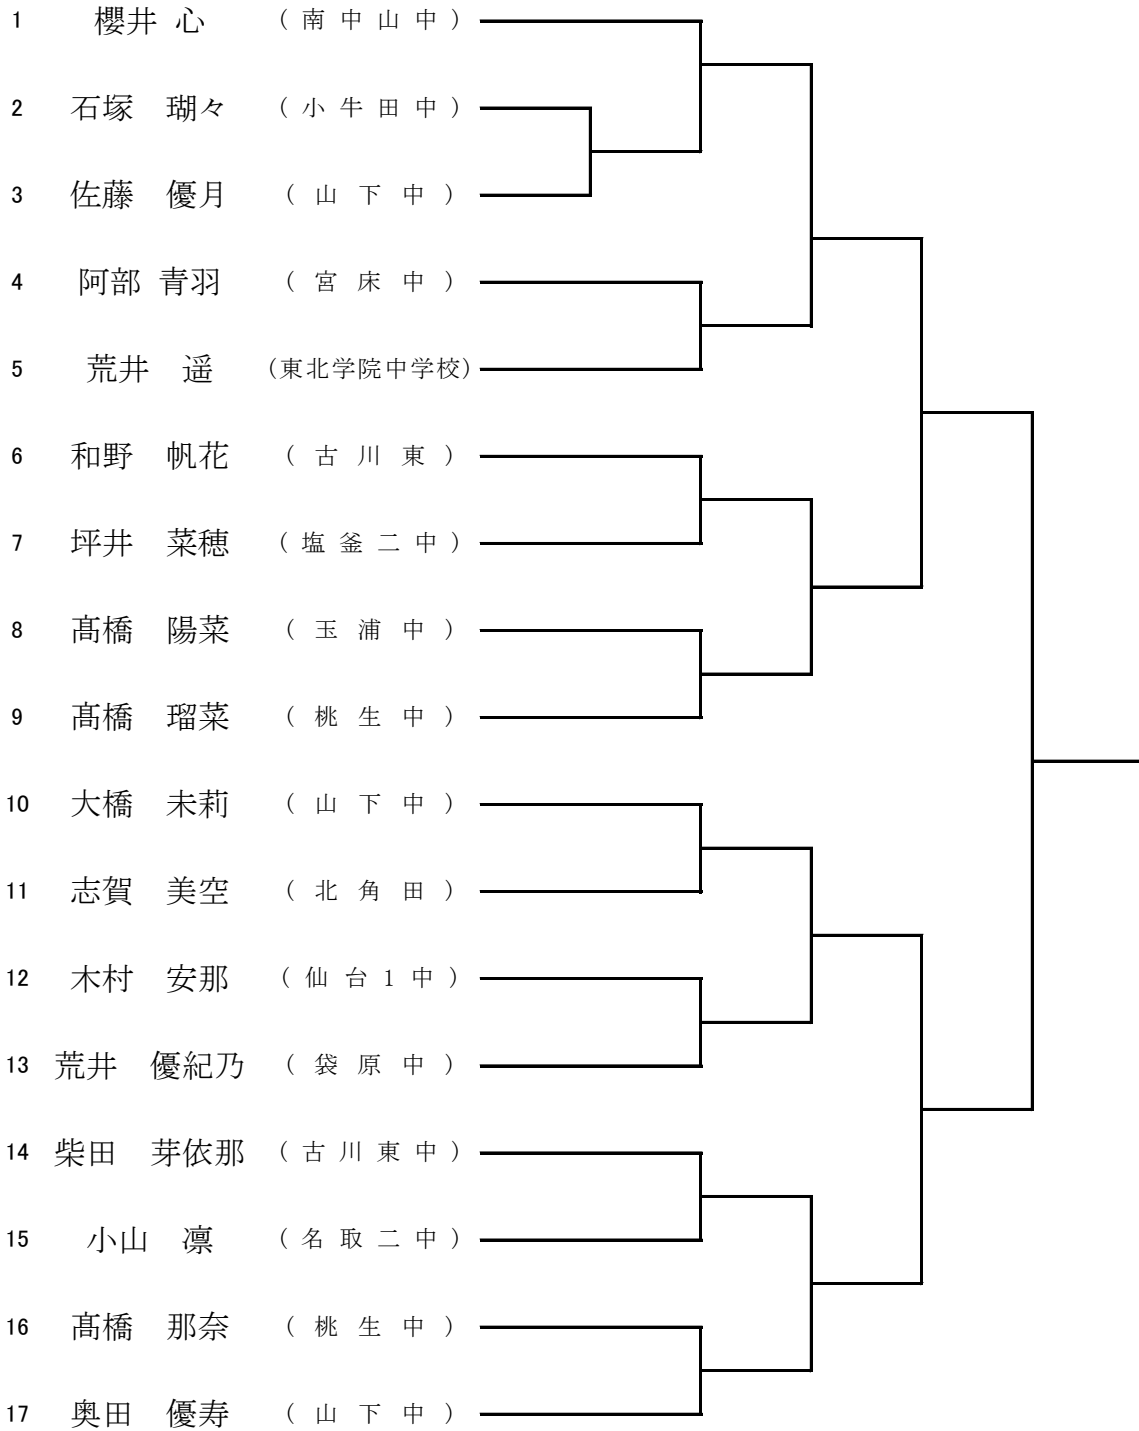 1 櫻井 心 (南中山中)
2 石塚 瑚々 (小牛田中)
3 佐藤 優月 (山下中)
4 阿部 青羽 (宮床中)
5 荒井 遥 (東北学院中学校)
6 和野 帆花 (古川東)
7 坪井 菜穂 (塩釜二中)
8 髙橋 陽菜 (玉浦中)
9 髙橋 瑠菜 (桃生中)
10 大橋 未莉 (山下中)
11 志賀 美空 (北角田)
12 木村 安那 (仙台1中)
13 荒井 優紀乃 (袋原中)
14 柴田 芽依那 (古川東中)
15 小山 凛 (名取二中)
16 髙橋 那奈 (桃生中)
17 奥田 優寿 (山下中)